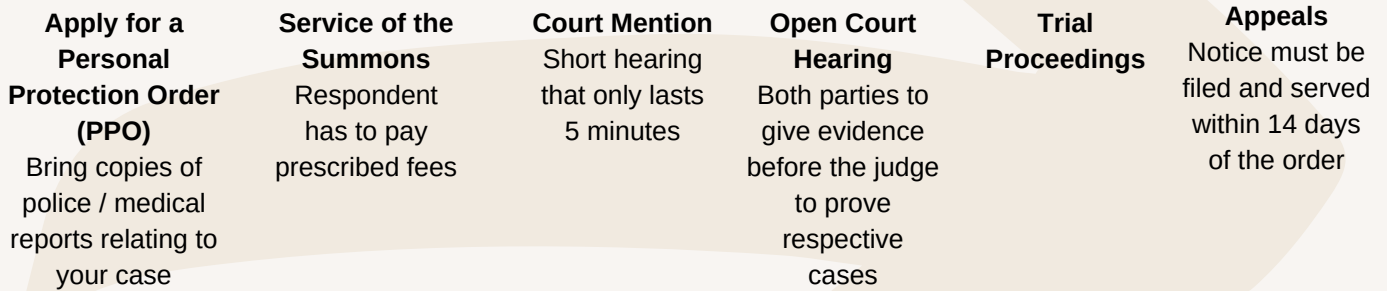 Apply for a
Personal
Protection Order
(PPO)
Bring copies of
police / medical
reports relating to
your case
Service of the
Summons
Respondent
has to pay
prescribed fees
Court Mention
Short hearing
that only lasts
5 minutes
Open Court
Hearing
Both parties to
give evidence
before the judge
to prove
respective
cases
Trial
Proceedings
Appeals
Notice must be
filed and served
within 14 days
of the order